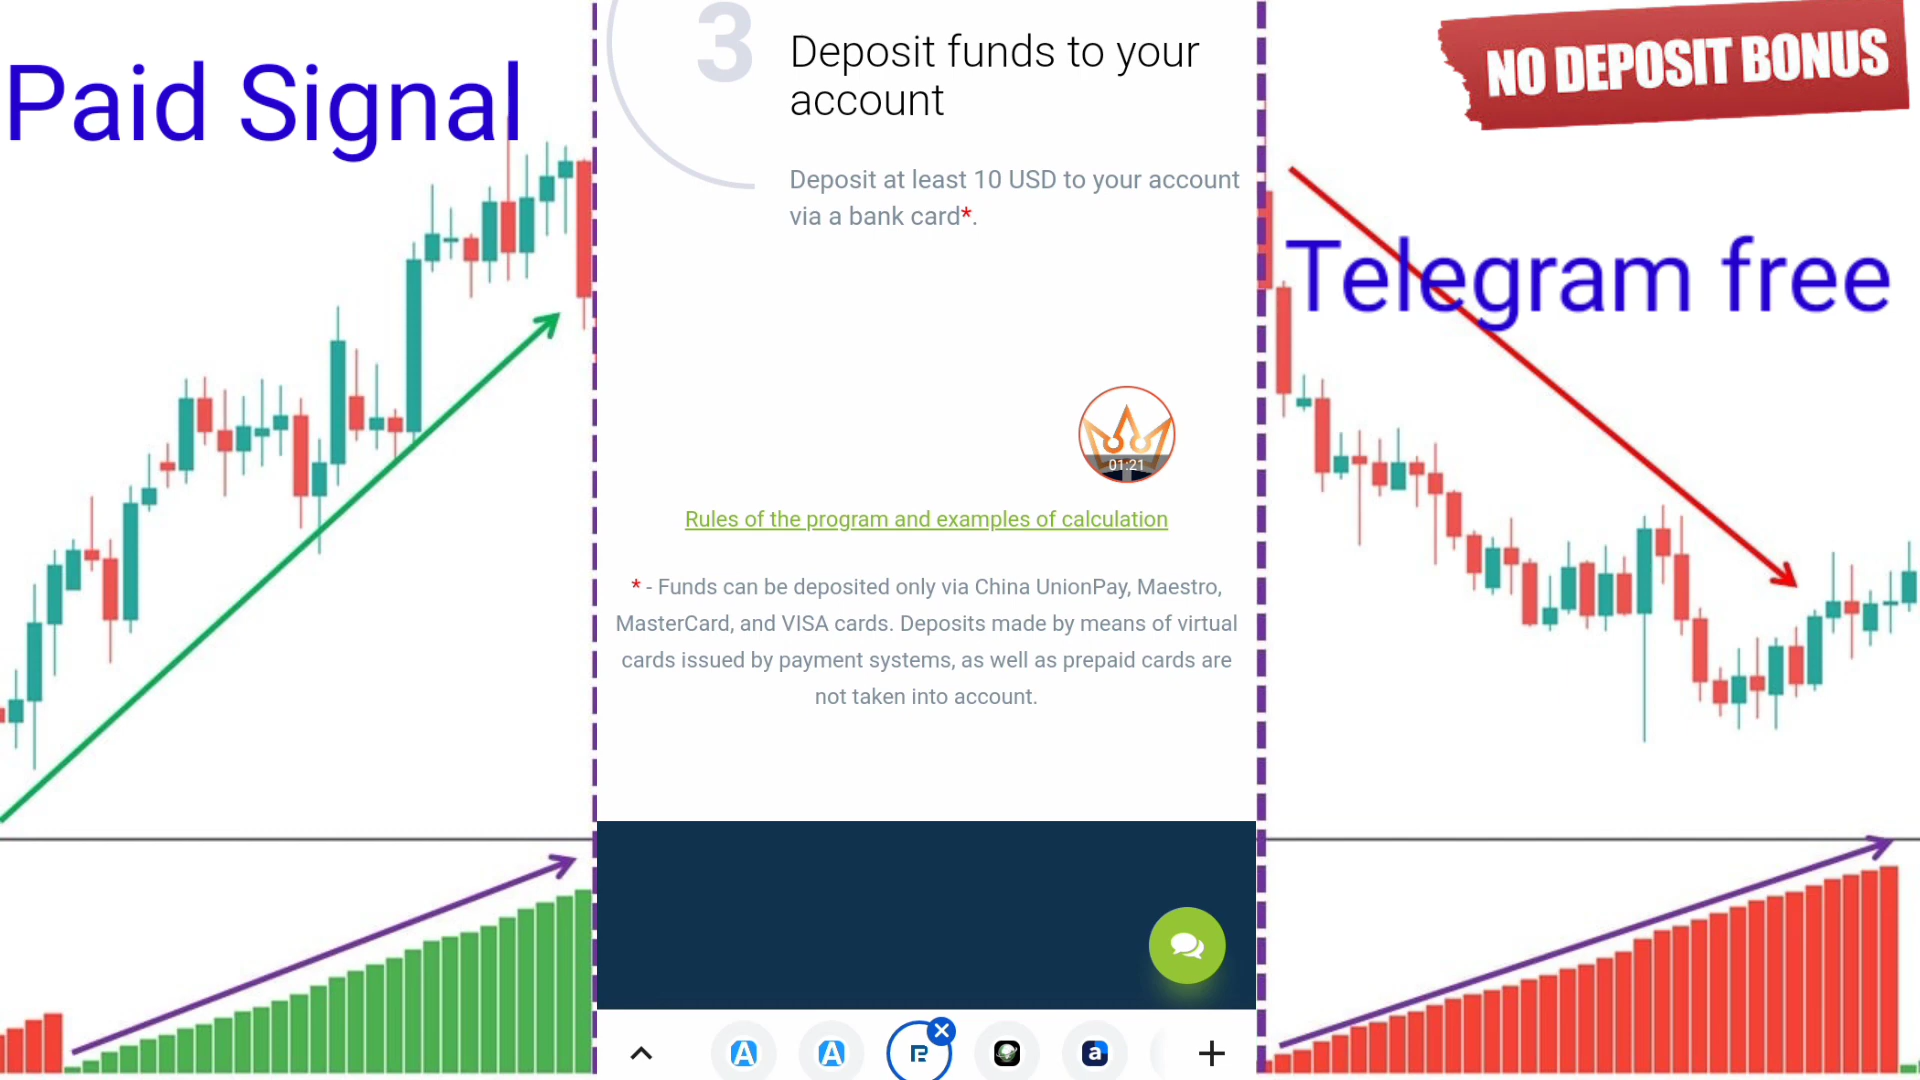 Paid Signal
3
Deposit funds to your
account
Deposit at least 10 USD to your account
via a bank card*.
01:21
Rules of the program and examples of calculation
* - Funds can be deposited only via China UnionPay, Maestro,
MasterCard, and VISA cards. Deposits made by means of virtual
cards issued by payment systems, as well as prepaid cards are
not taken into account.
NO DEPOSIT BONUS
Telegram free
A
A
a